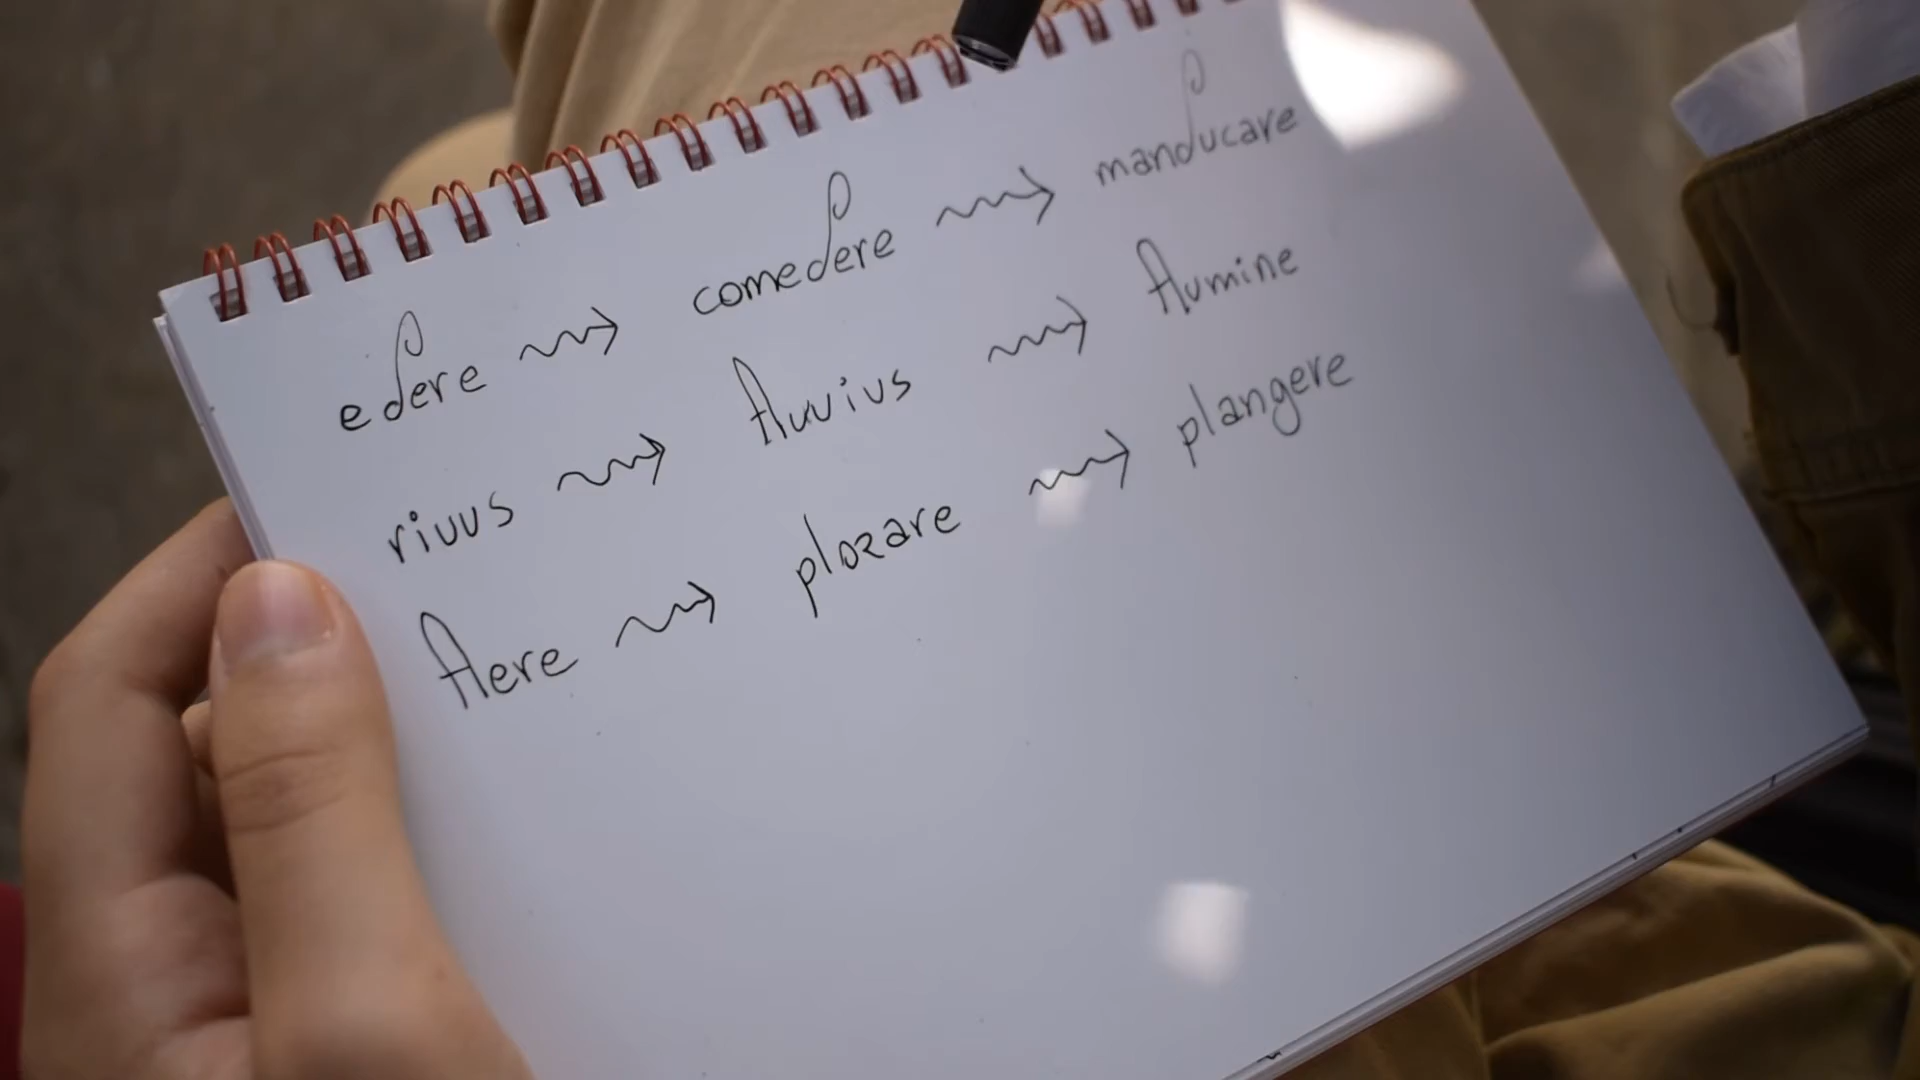 edere ⇝ comedere ⇝ manducare
rivus ⇝ fluvius ⇝ flumine
flere ⇝ plorare ⇝ plangere